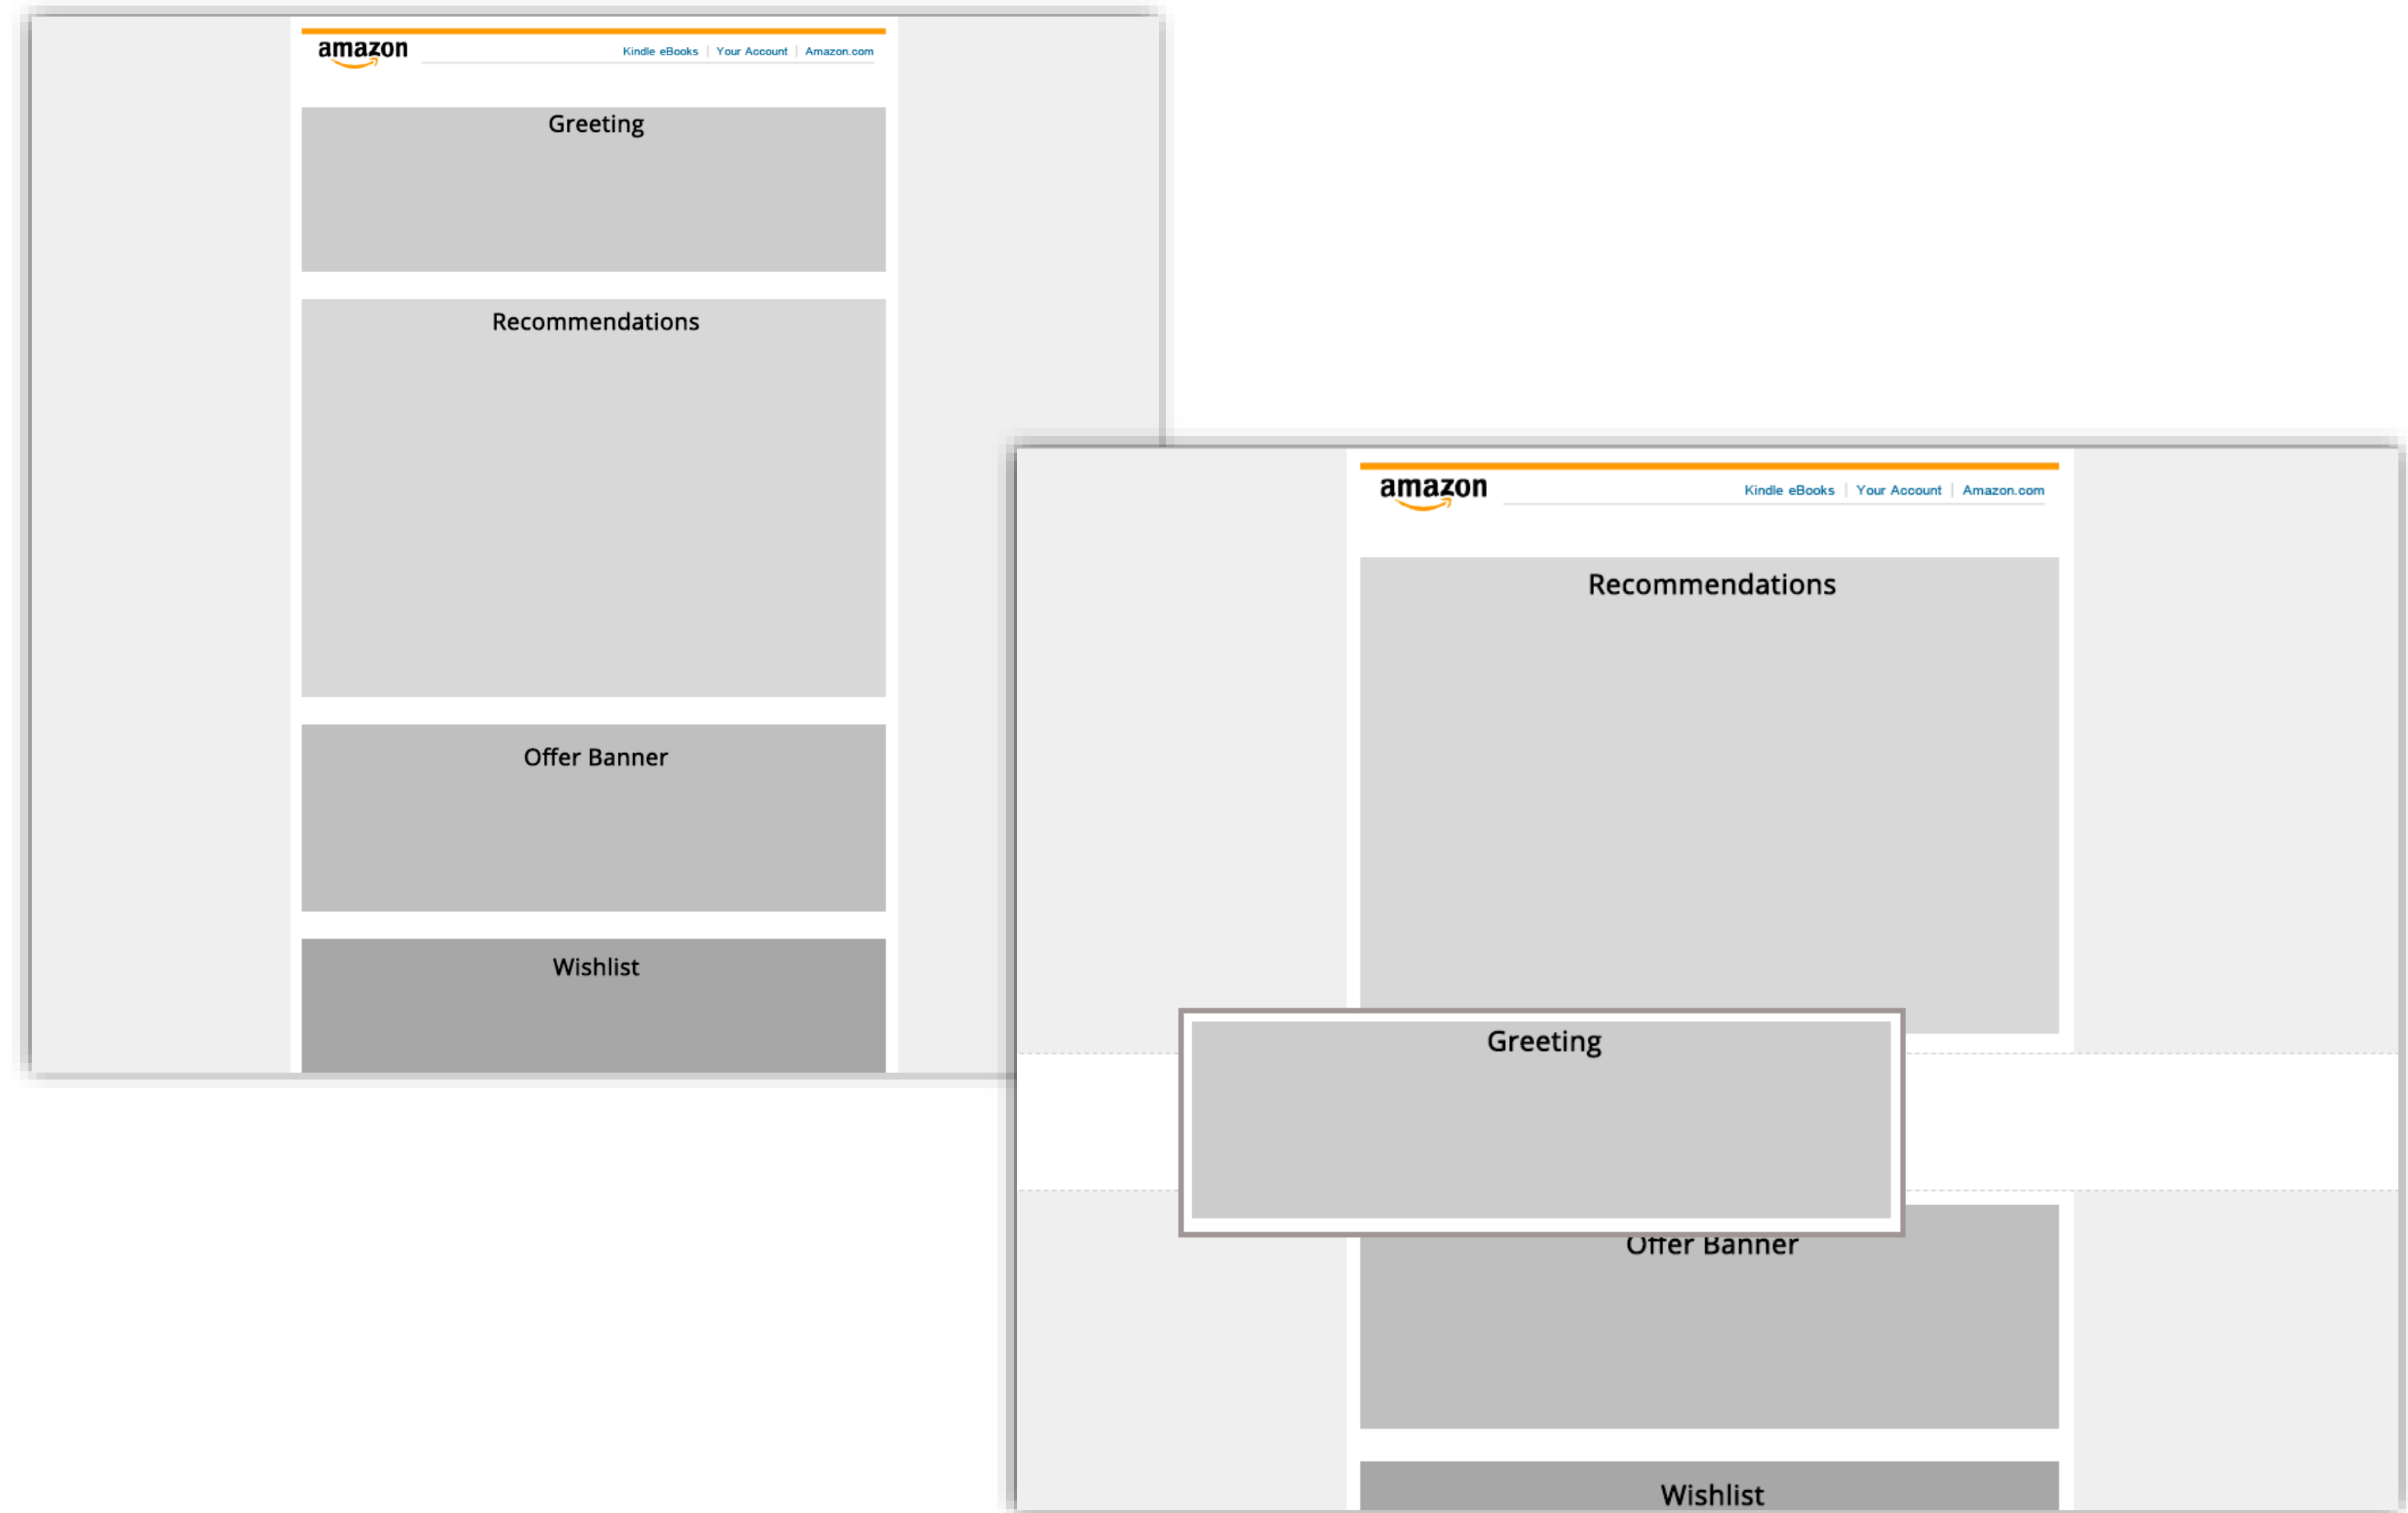 amazon
Kindle eBooks | Your Account | Amazon.com
Greeting
Recommendations
Offer Banner
Wishlist
amazon
Kindle eBooks | Your Account | Amazon.com
Recommendations
Greeting
Offer Banner
Wishlist